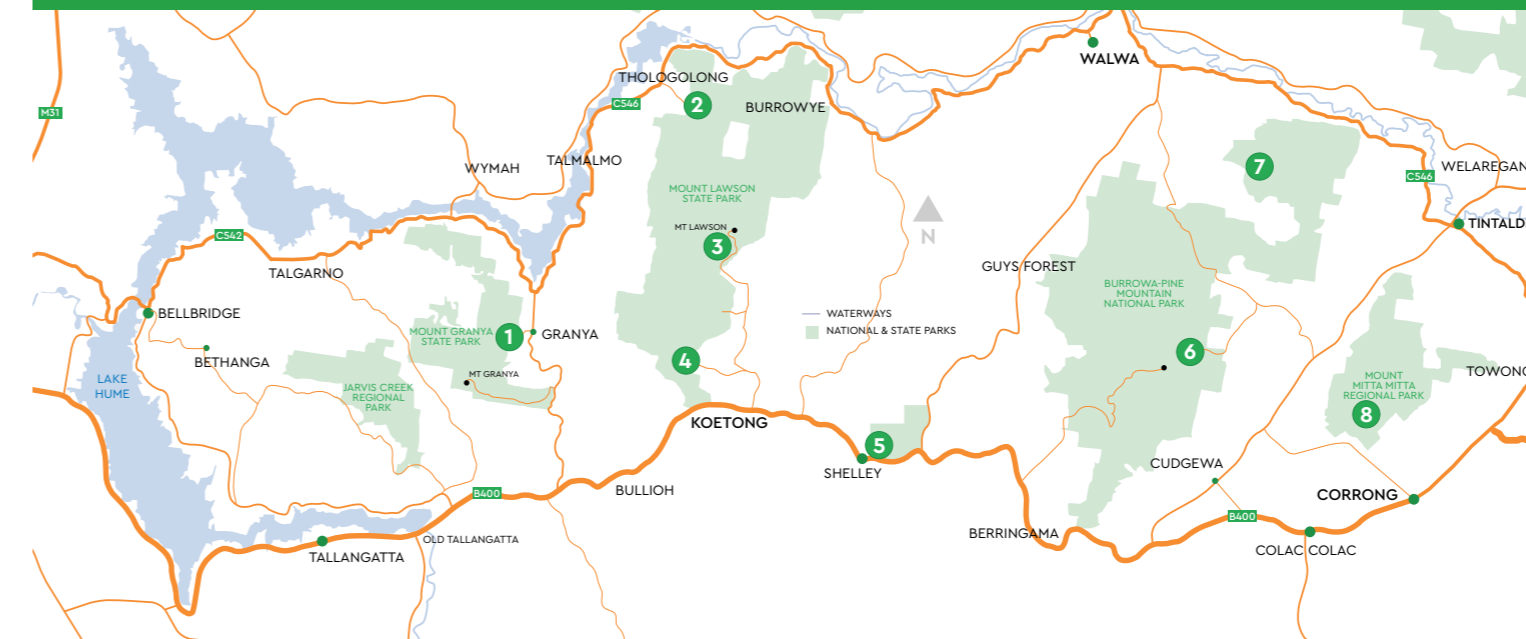 WALWA
THOLOGOLONG
C546
2
BURROWYE
M31
WYMAH
TALMALMO
7
WELAREGAN
C546
MOUNT LAWSON
STATE PARK
TINTALD
MT LAWSON
3
N
C542
TALGARNO
GUYS FOREST
BURROWA-PINE
MOUNTAIN
NATIONAL PARK
BELLBRIDGE
WATERWAYS
NATIONAL & STATE PARKS
MOUNT GRANYA
STATE PARK
1
GRANYA
BETHANGA
4
6
MT GRANYA
LAKE
HUME
JARVIS CREEK
REGIONAL
PARK
MOUNT
MITTA MITTA
REGIONAL PARK
TOWONG
8
KOETONG
5
SHELLEY
CUDGEWA
BULLIOH
B400
CORRONG
B400
BERRINGAMA
COLAC COLAC
OLD TALLANGATTA
TALLANGATTA